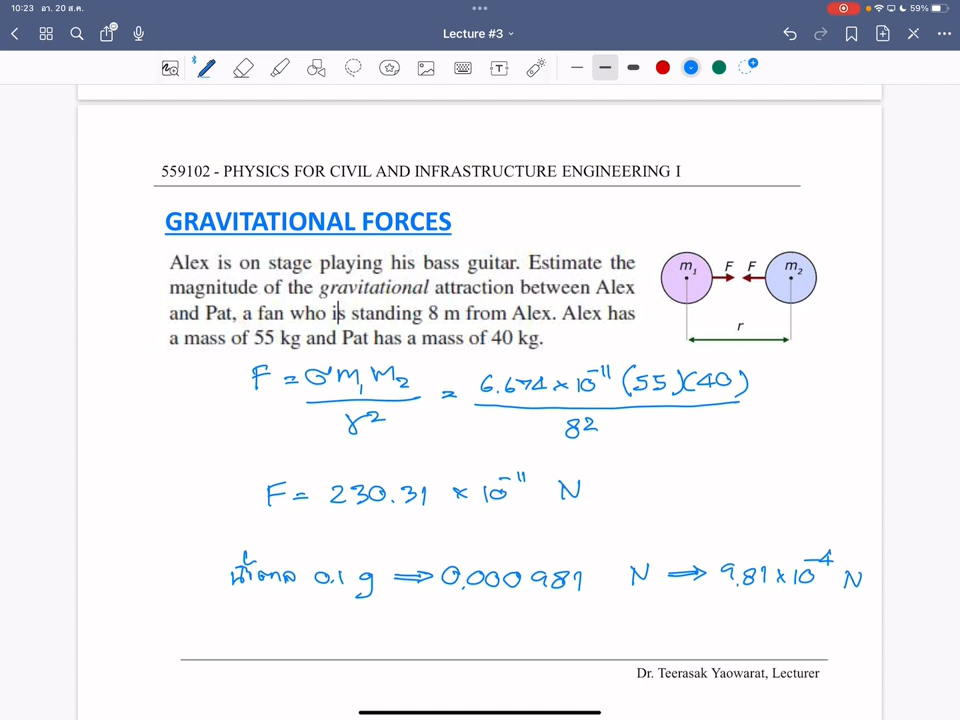 10:23 อา. 20 ส.ค.
59%
Lecture #3
559102 - PHYSICS FOR CIVIL AND INFRASTRUCTURE ENGINEERING I
GRAVITATIONAL FORCES
Alex is on stage playing his bass guitar. Estimate the
magnitude of the gravitational attraction between Alex
and Pat, a fan who is standing 8 m from Alex. Alex has
a mass of 55 kg and Pat has a mass of 40 kg.
m₁ F F m₂
r
F = G m₁ m₂ / r² = 6.674 × 10⁻¹¹ (55)(40) / 8²
F = 230.31 × 10⁻¹¹ N
น้ำตาล 0.1 g ⇒ 0.000981 N ⇒ 9.81 × 10⁻⁴ N
Dr. Teerasak Yaowarat, Lecturer